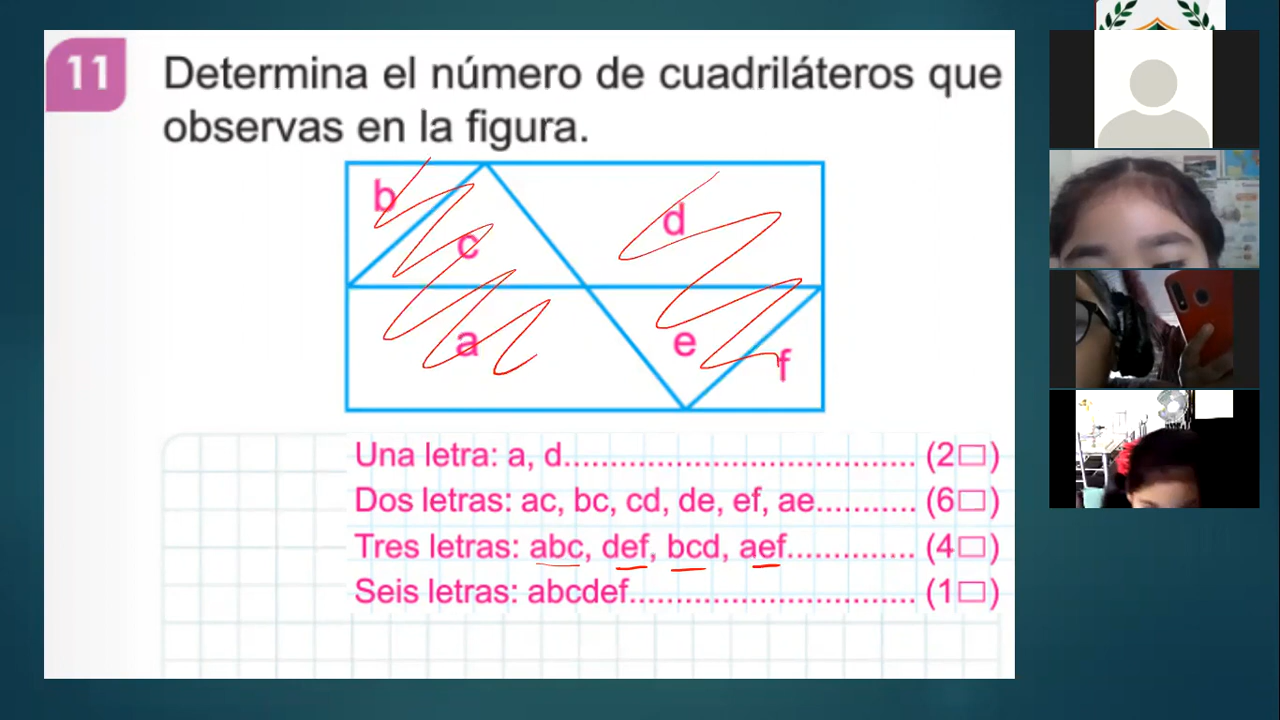 11
Determina el número de cuadriláteros que
observas en la figura.
b
c
d
a
e
f
Una letra: a, d........................................ (2□)
Dos letras: ac, bc, cd, de, ef, ae........... (6□)
Tres letras: abc, def, bcd, aef.............. (4□)
Seis letras: abcdef................................ (1□)